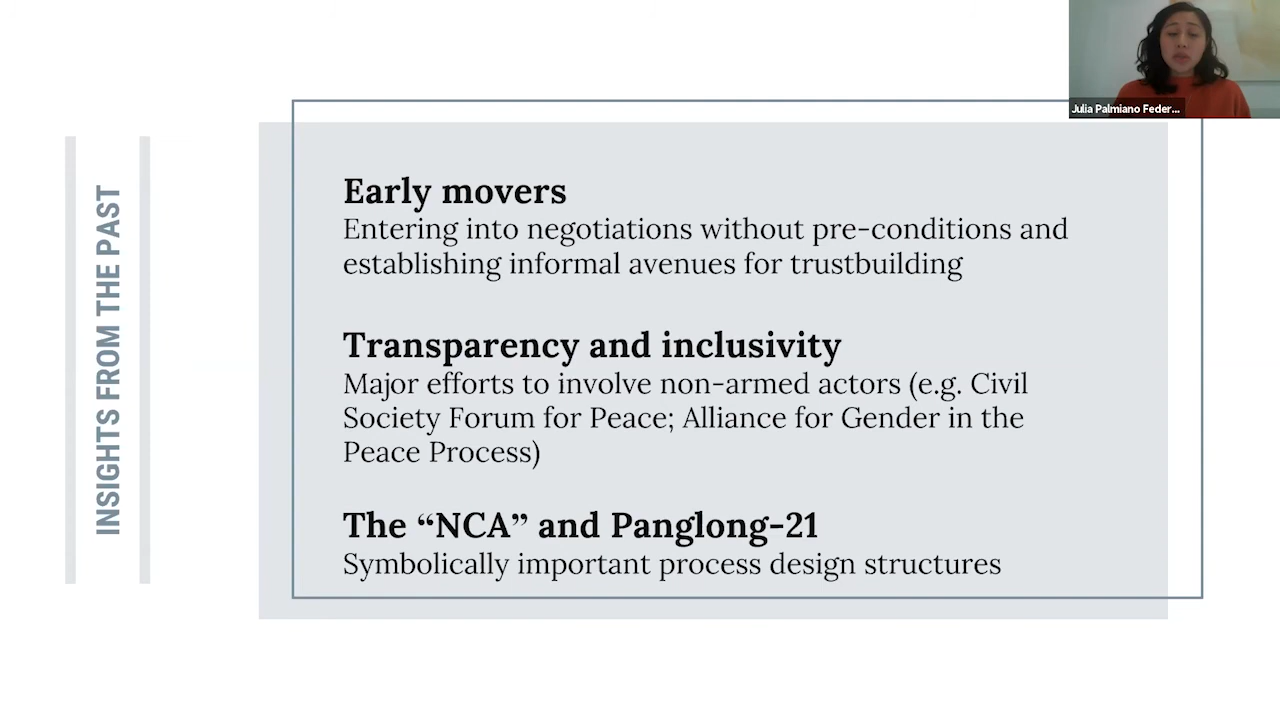 Julia Palmiano Feder...
INSIGHTS FROM THE PAST
Early movers
Entering into negotiations without pre-conditions and
establishing informal avenues for trustbuilding
Transparency and inclusivity
Major efforts to involve non-armed actors (e.g. Civil
Society Forum for Peace; Alliance for Gender in the
Peace Process)
The “NCA” and Panglong-21
Symbolically important process design structures